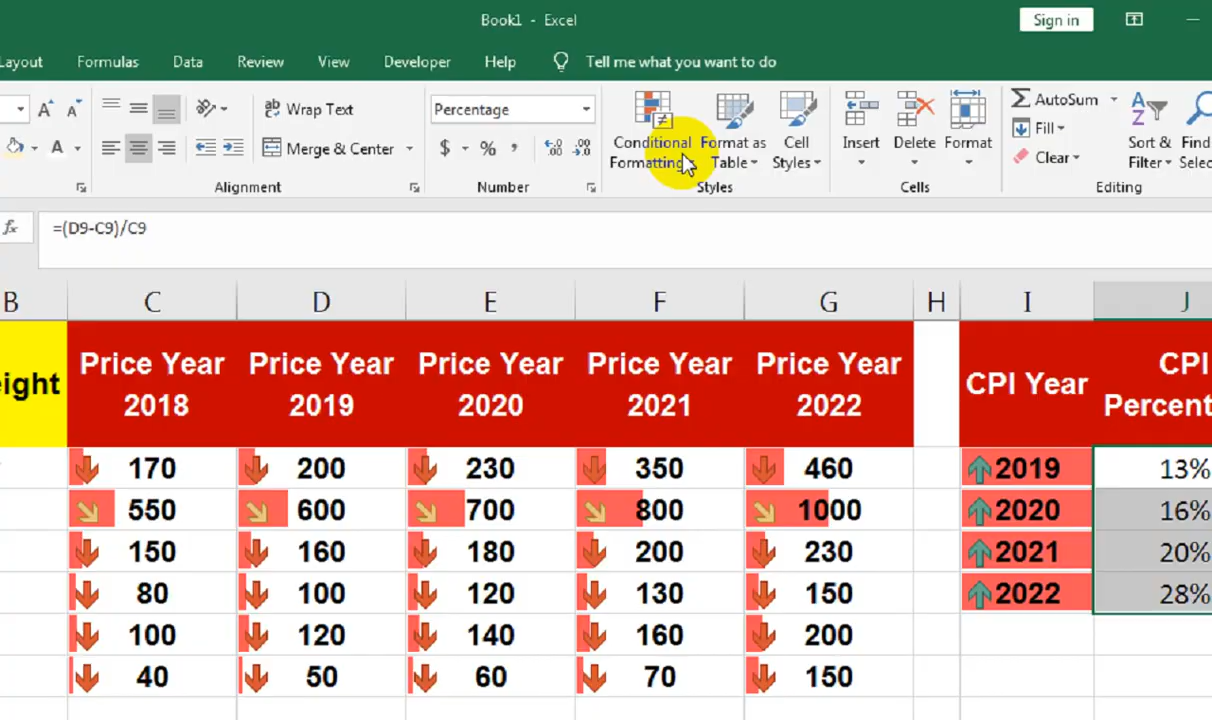 Book1 - Excel
Sign in
Layout Formulas Data Review View Developer Help Tell me what you want to do
A A Wrap Text Percentage Conditional Formatting Format as Table Cell Styles Insert Delete Format AutoSum Fill Clear Sort & Filter Find
A Merge & Center $ % ,
Alignment Number Styles Cells Editing
fx =(D9-C9)/C9
B C D E F G H I J
Price Year 2018 Price Year 2019 Price Year 2020 Price Year 2021 Price Year 2022 CPI Year CPI
170 200 230 350 460 2019 13%
550 600 700 800 1000 2020 16%
150 160 180 200 230 2021 20%
80 100 120 130 150 2022 28%
100 120 140 160 200
40 50 60 70 150